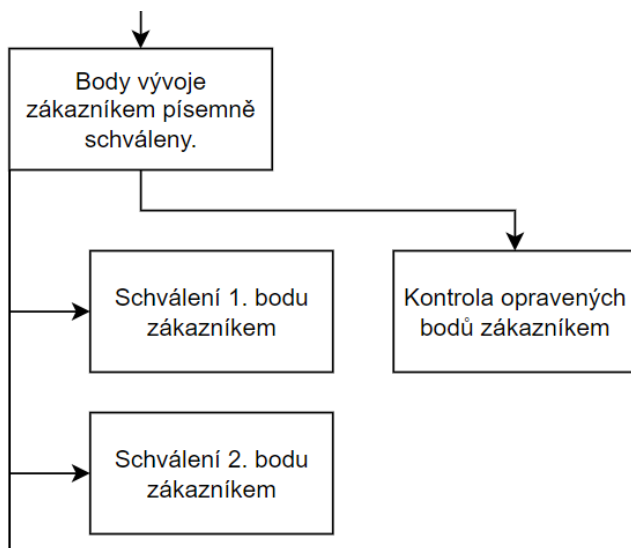 Body vývoje
zákazníkem písemně
schváleny.
Schválení 1. bodu
zákazníkem
Kontrola opravených
bodů zákazníkem
Schválení 2. bodu
zákazníkem